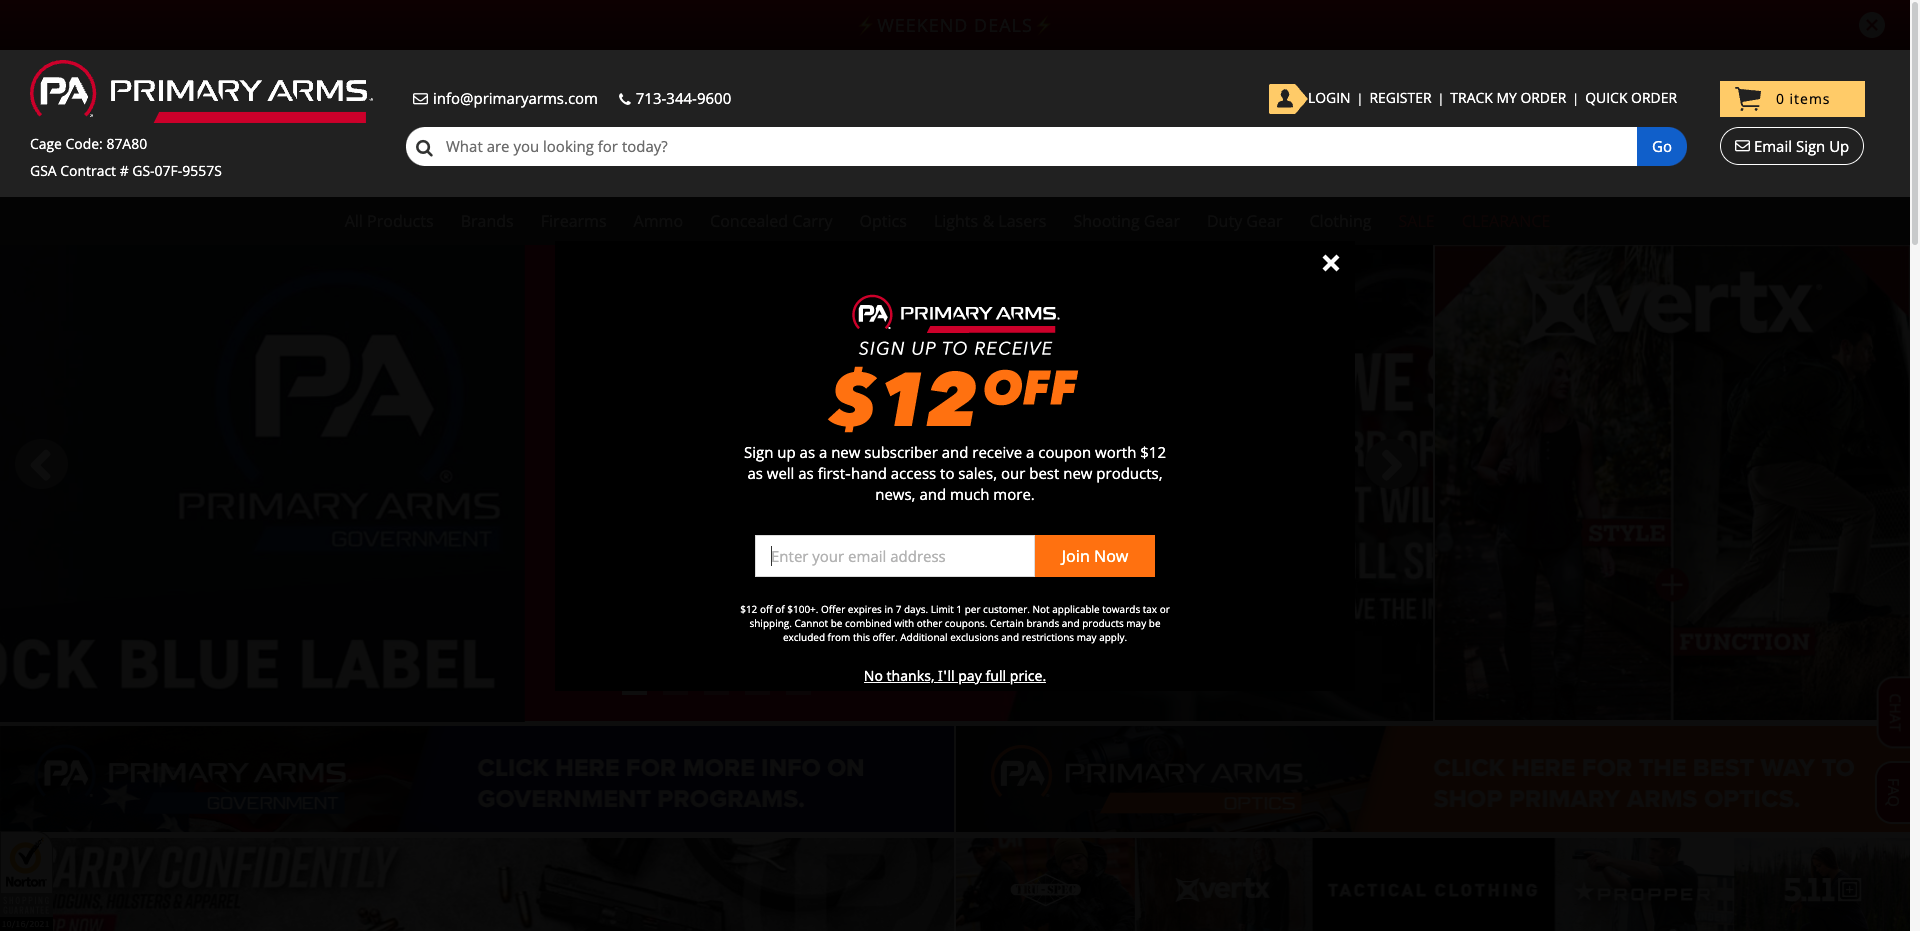 ⚡ WEEKEND DEALS ⚡
PA PRIMARY ARMS.
info@primaryarms.com 713-344-9600
LOGIN | REGISTER | TRACK MY ORDER | QUICK ORDER
0 items
Cage Code: 87A80
GSA Contract # GS-07F-9557S
What are you looking for today?
Go
Email Sign Up
All Products Brands Firearms Ammo Concealed Carry Optics Lights & Lasers Shooting Gear Duty Gear Clothing SALE CLEARANCE
PA PRIMARY ARMS.
SIGN UP TO RECEIVE
$12 OFF
Sign up as a new subscriber and receive a coupon worth $12
as well as first-hand access to sales, our best new products,
news, and much more.
Enter your email address
Join Now
$12 off of $100+. Offer expires in 7 days. Limit 1 per customer. Not applicable towards tax or
shipping. Cannot be combined with other coupons. Certain brands and products may be
excluded from this offer. Additional exclusions and restrictions may apply.
No thanks, I'll pay full price.
PA®
PRIMARY ARMS
GOVERNMENT
OCK BLUE LABEL
vertx
STYLE
+
FUNCTION
CHAT
FAQ
PA PRIMARY ARMS
GOVERNMENT
CLICK HERE FOR MORE INFO ON
GOVERNMENT PROGRAMS.
PA PRIMARY ARMS
OPTICS
CLICK HERE FOR THE BEST WAY TO
SHOP PRIMARY ARMS OPTICS.
Norton
ARRY CONFIDENTLY
DGUNS, HOLSTERS & APPAREL
P NOW
vertx
TACTICAL CLOTHING
PROPPER
5.11